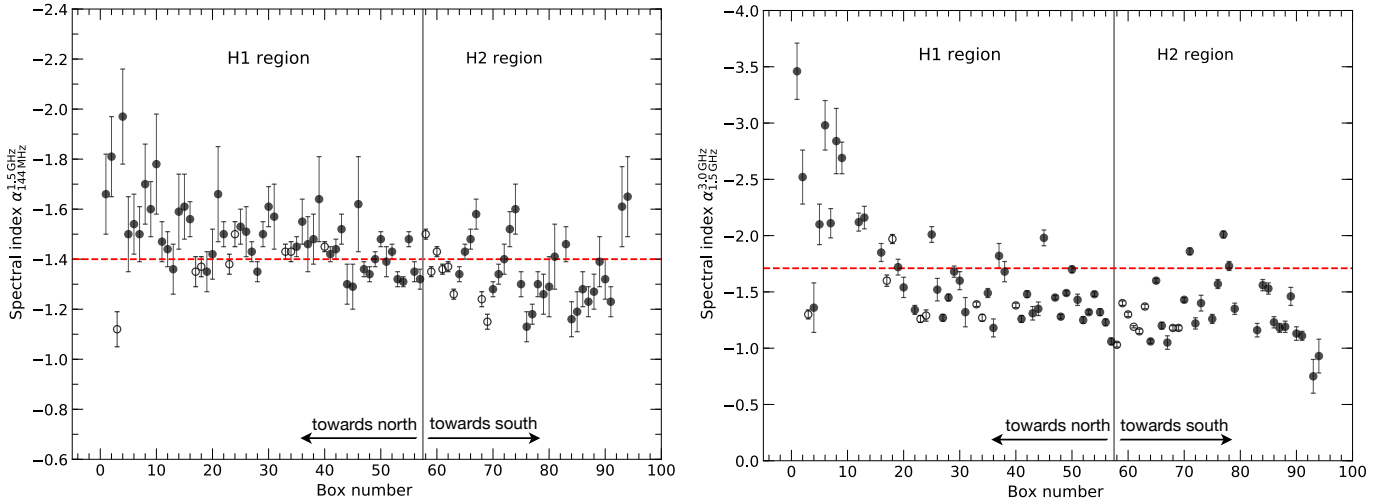 −2.4
−2.2
−2.0
−1.8
−1.6
−1.4
−1.2
−1.0
−0.8
−0.6
Spectral index α 1.5 GHz 144 MHz
H1 region
H2 region
towards north
towards south
0 10 20 30 40 50 60 70 80 90 100
Box number
−4.0
−3.5
−3.0
−2.5
−2.0
−1.5
−1.0
−0.5
0.0
Spectral index α 3.0 GHz 1.5 GHz
H1 region
H2 region
towards north
towards south
0 10 20 30 40 50 60 70 80 90 100
Box number